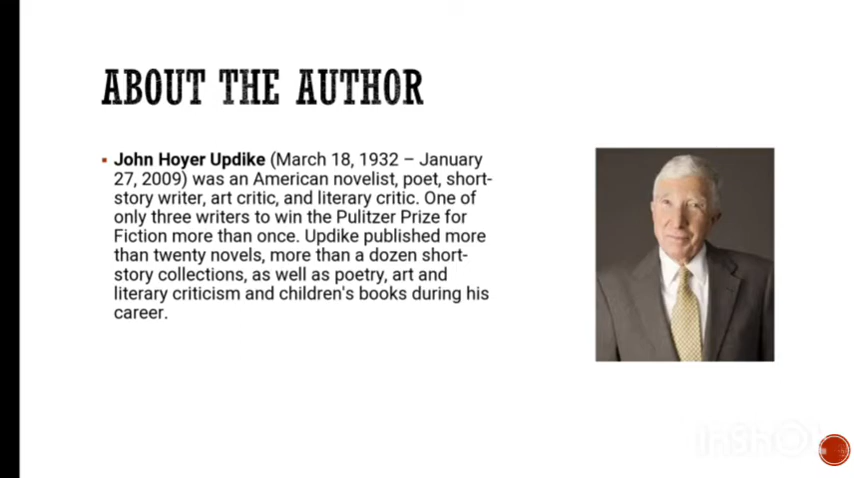 ABOUT THE AUTHOR
John Hoyer Updike (March 18, 1932 – January
27, 2009) was an American novelist, poet, short-
story writer, art critic, and literary critic. One of
only three writers to win the Pulitzer Prize for
Fiction more than once. Updike published more
than twenty novels, more than a dozen short-
story collections, as well as poetry, art and
literary criticism and children's books during his
career.